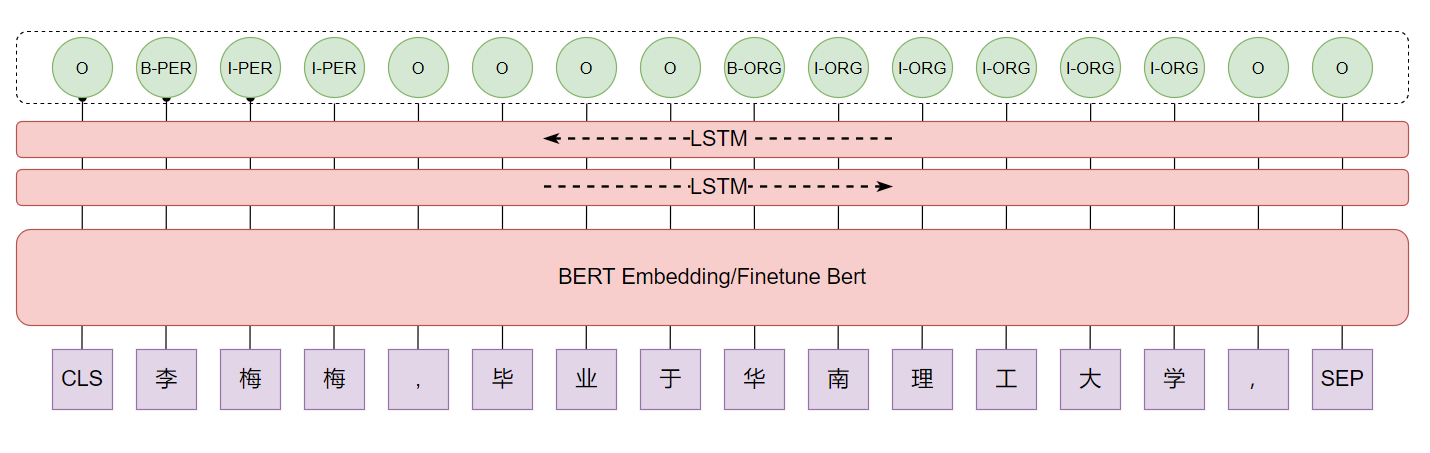 O B-PER I-PER I-PER O O O O B-ORG I-ORG I-ORG I-ORG I-ORG I-ORG O O
LSTM
LSTM
BERT Embedding/Finetune Bert
CLS 李 梅 梅 , 毕 业 于 华 南 理 工 大 学 , SEP